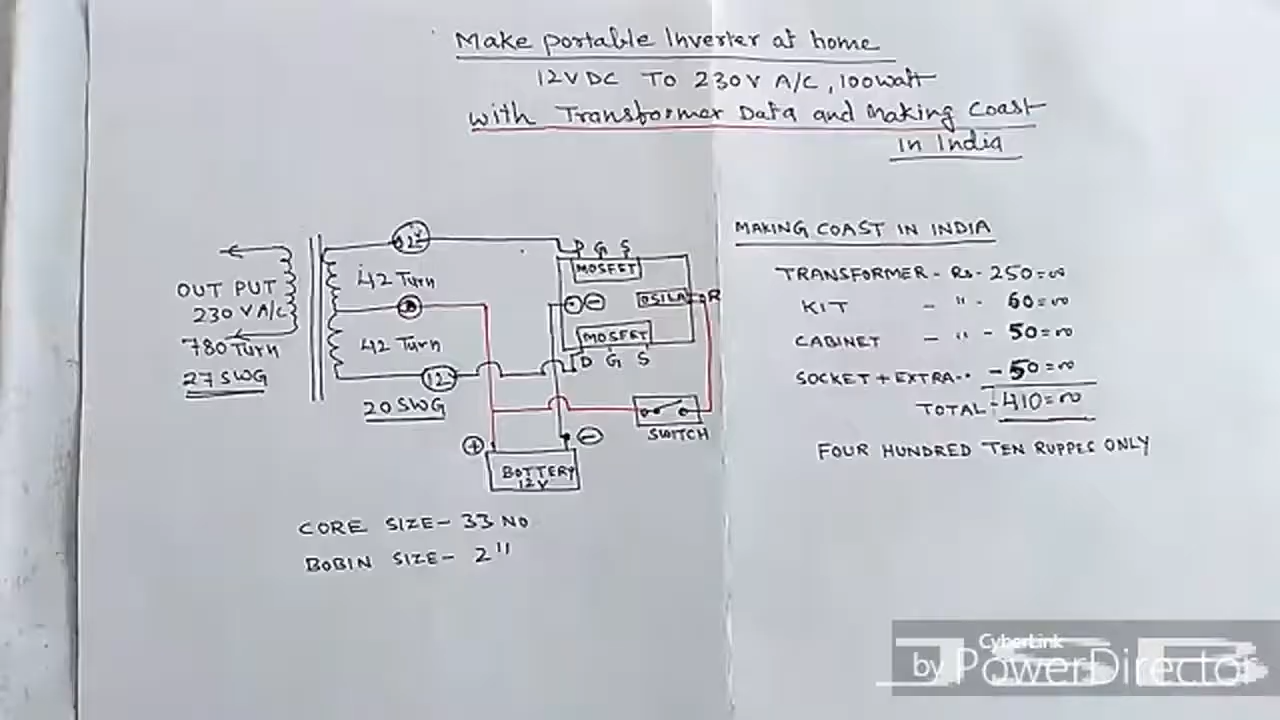 Make portable Inverter at home
12V DC To 230V A/C, 100watt
with Transformer Data and Making Coast
in India
MAKING COAST IN INDIA
TRANSFORMER - Rs - 250=00
KIT - " - 60=00
CABINET - " - 50=00
SOCKET + EXTRA.. - 50=00
TOTAL - 410=00
FOUR HUNDRED TEN RUPPES ONLY
OUT PUT
230 V A/C
780 Turn
27 SWG
12V
42 Turn
42 Turn
12
20 SWG
D G S
MOSFET
MOSFET
D G S
SWITCH
+
-
BOTTERY
12V
CORE SIZE - 33 NO
BOBIN SIZE - 2"
CyberLink
by PowerDirector